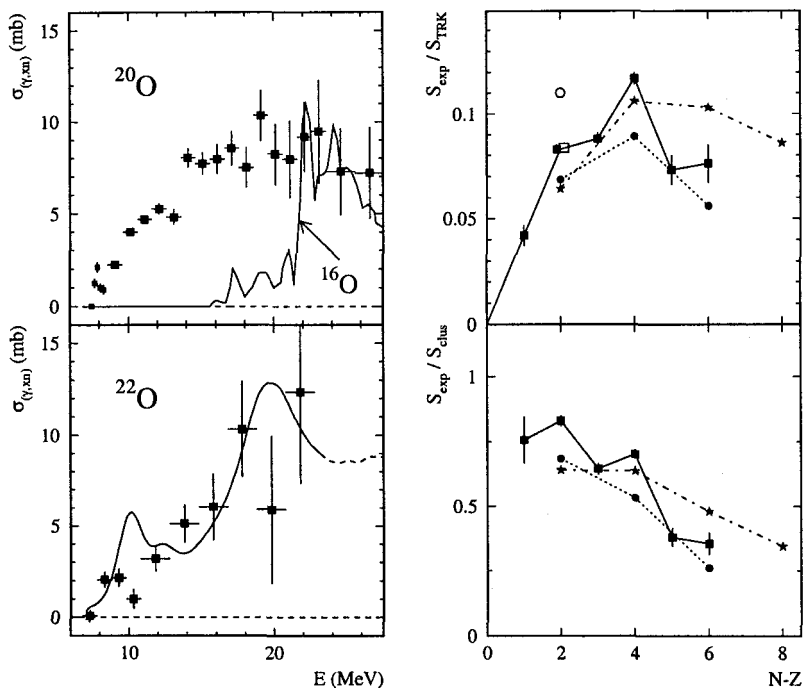 σ(γ,xn) (mb)
15
10
5
0
20O
16O
σ(γ,xn) (mb)
10
5
0
22O
10
20
E (MeV)
Sexp / STRK
0.1
0.05
0
Sexp / Sclus
1
0.5
0
0
2
4
6
8
N-Z